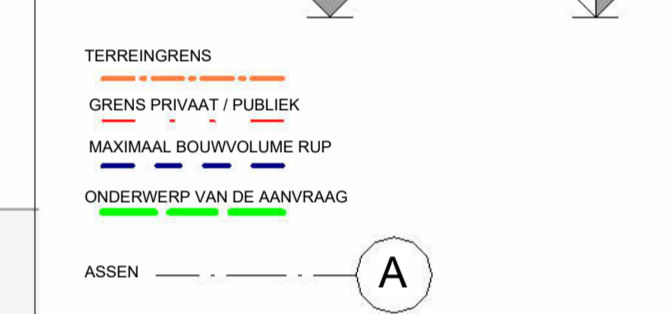 TERREINGRENS
GRENS PRIVAAT / PUBLIEK
MAXIMAAL BOUWVOLUME RUP
ONDERWERP VAN DE AANVRAAG
ASSEN A